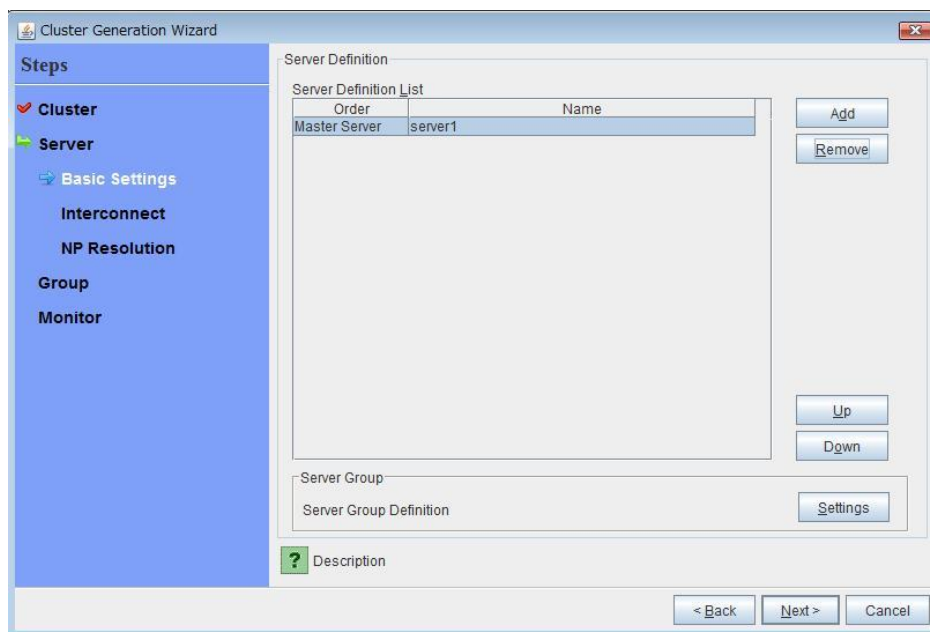 Cluster Generation Wizard
Steps
Cluster
Server
Basic Settings
Interconnect
NP Resolution
Group
Monitor
Server Definition
Server Definition List
Order Name
Master Server server1
Add
Remove
Up
Down
Server Group
Server Group Definition
Settings
? Description
< Back Next > Cancel